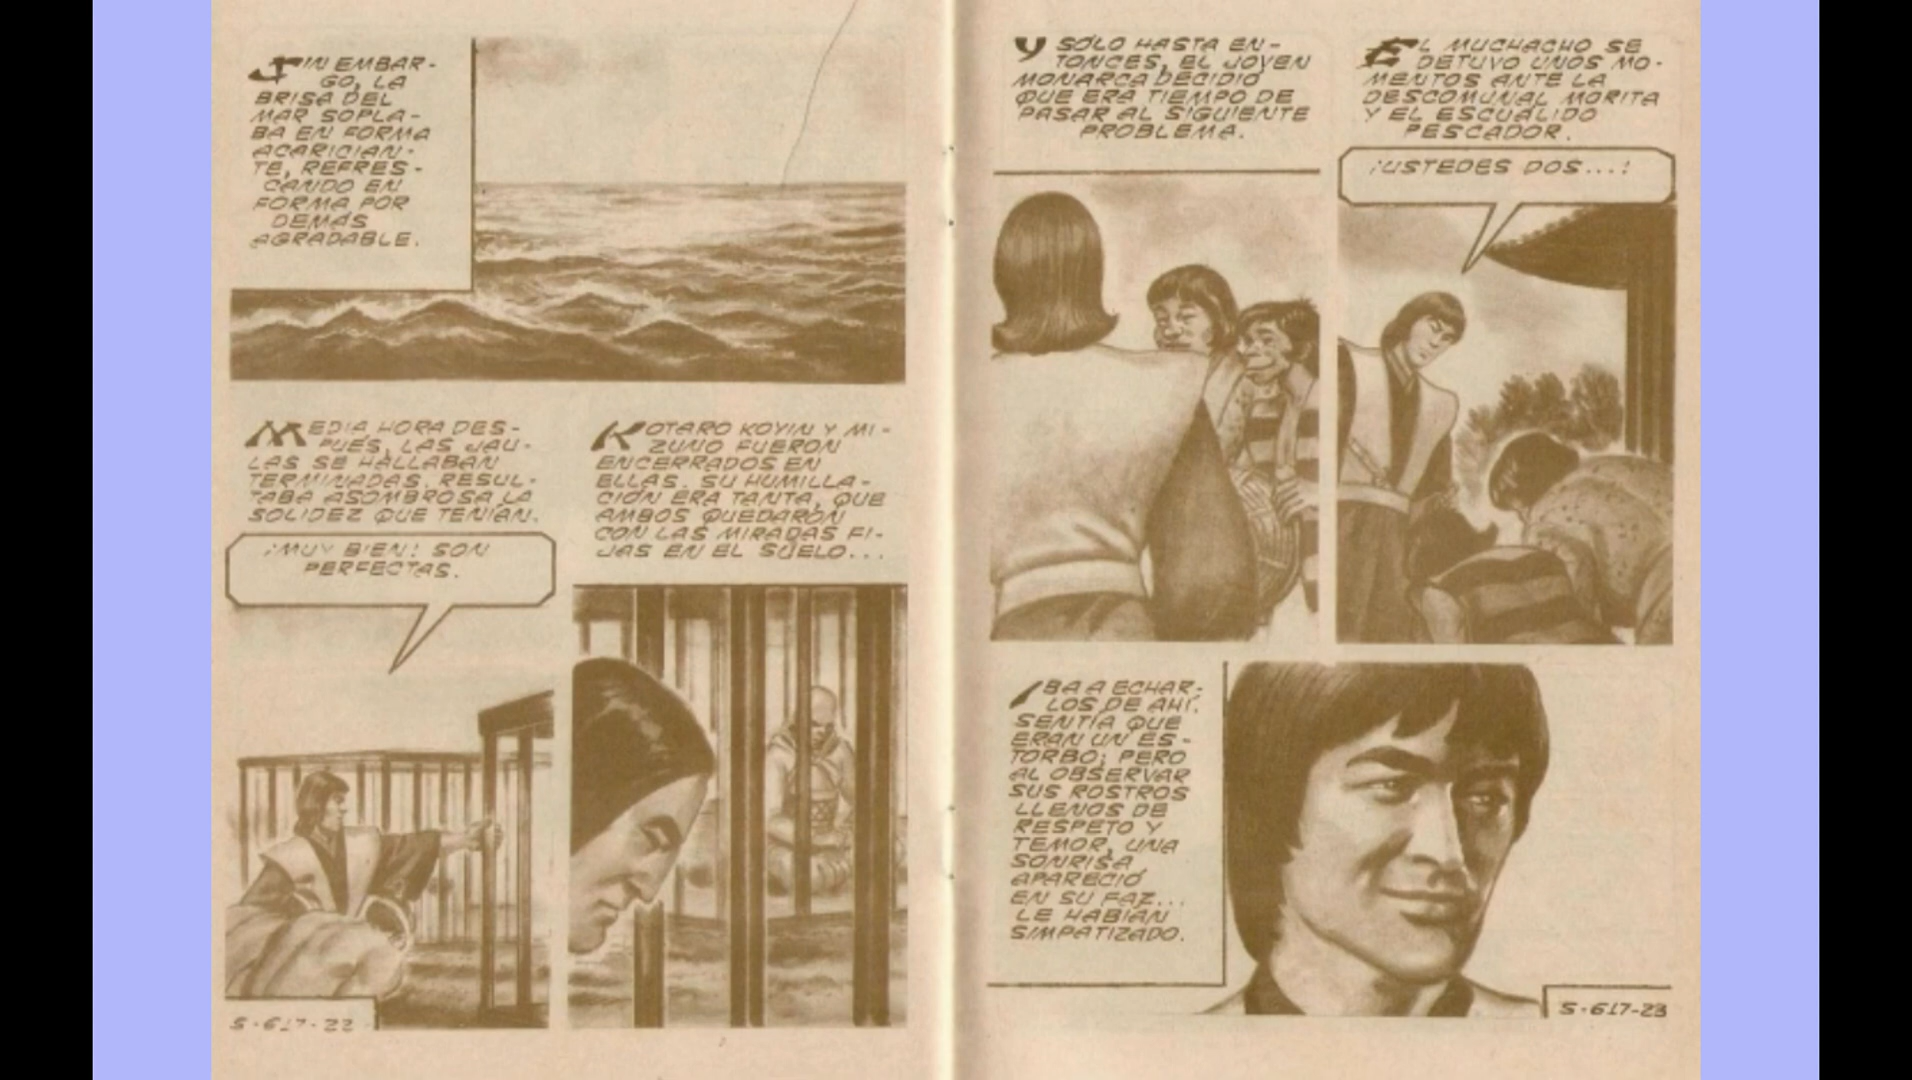 SIN EMBAR-
GO, LA
BRISA DEL
MAR SOPLA-
BA EN FORMA
ACARICIAN-
TE, REFRES-
CANDO EN
FORMA POR
DEMÁS
AGRADABLE.
MEDIA HORA DES-
PUÉS, LAS JAU-
LAS SE HALLABAN
TERMINADAS. RESUL-
TABA ASOMBROSA LA
SOLIDEZ QUE TENÍAN.
¡MUY BIEN! SON
PERFECTAS.
KOTARO KOYIN Y MI-
ZUNO FUERON
ENCERRADOS EN
ELLAS. SU HUMILLA-
CIÓN ERA TANTA, QUE
AMBOS QUEDARON
CON LAS MIRADAS FI-
JAS EN EL SUELO...
S-617-22
Y SÓLO HASTA EN-
TONCES, EL JOVEN
MONARCA DECIDIÓ
QUE ERA TIEMPO DE
PASAR AL SIGUIENTE
PROBLEMA.
EL MUCHACHO SE
DETUVO UNOS MO-
MENTOS ANTE LA
DESCOMUNAL MORITA
Y EL ESCUÁLIDO
PESCADOR.
¡USTEDES DOS...!
IBA A ECHAR-
LOS DE AHÍ.
SENTÍA QUE
ERAN UN ES-
TORBO; PERO
AL OBSERVAR
SUS ROSTROS
LLENOS DE
RESPETO Y
TEMOR, UNA
SONRISA
APARECIÓ
EN SU FAZ...
LE HABÍAN
SIMPATIZADO.
S-617-23